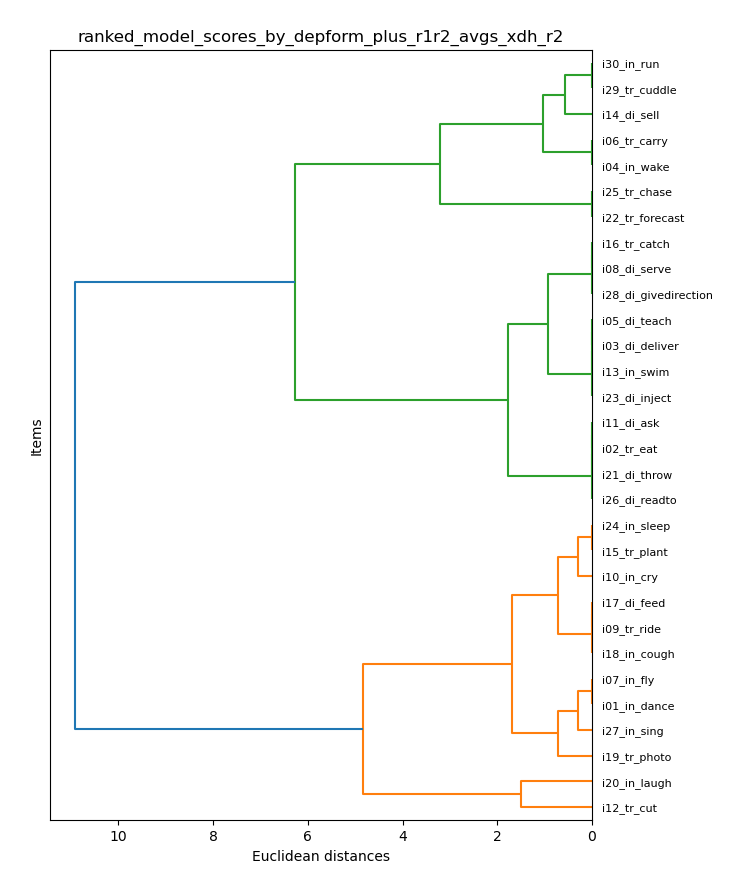 ranked_model_scores_by_depform_plus_r1r2_avgs_xdh_r2
i30_in_run
i29_tr_cuddle
i14_di_sell
i06_tr_carry
i04_in_wake
i25_tr_chase
i22_tr_forecast
i16_tr_catch
i08_di_serve
i28_di_givedirection
i05_di_teach
i03_di_deliver
i13_in_swim
i23_di_inject
i11_di_ask
i02_tr_eat
i21_di_throw
i26_di_readto
i24_in_sleep
i15_tr_plant
i10_in_cry
i17_di_feed
i09_tr_ride
i18_in_cough
i07_in_fly
i01_in_dance
i27_in_sing
i19_tr_photo
i20_in_laugh
i12_tr_cut
Items
10 8 6 4 2 0
Euclidean distances